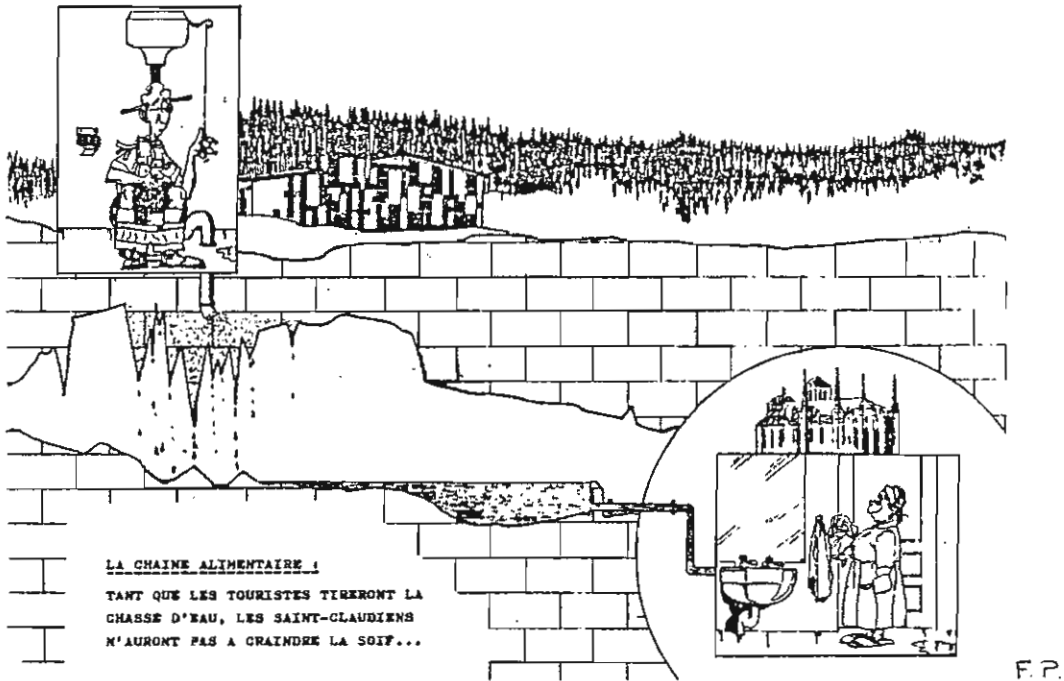 LA CHAINE ALIMENTAIRE :
TANT QUE LES TOURISTES TIRERONT LA
CHASSE D'EAU, LES SAINT-CLAUDIENS
N'AURONT PAS A CRAINDRE LA SOIF...
F.P.